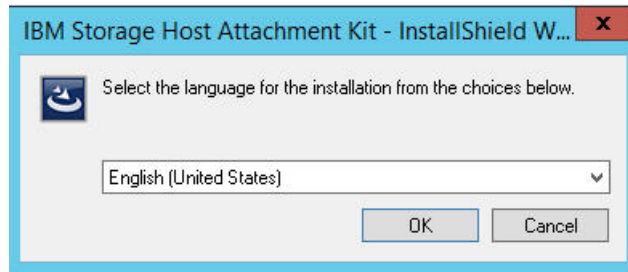 IBM Storage Host Attachment Kit - InstallShield W...
Select the language for the installation from the choices below.
English (United States)
OK Cancel